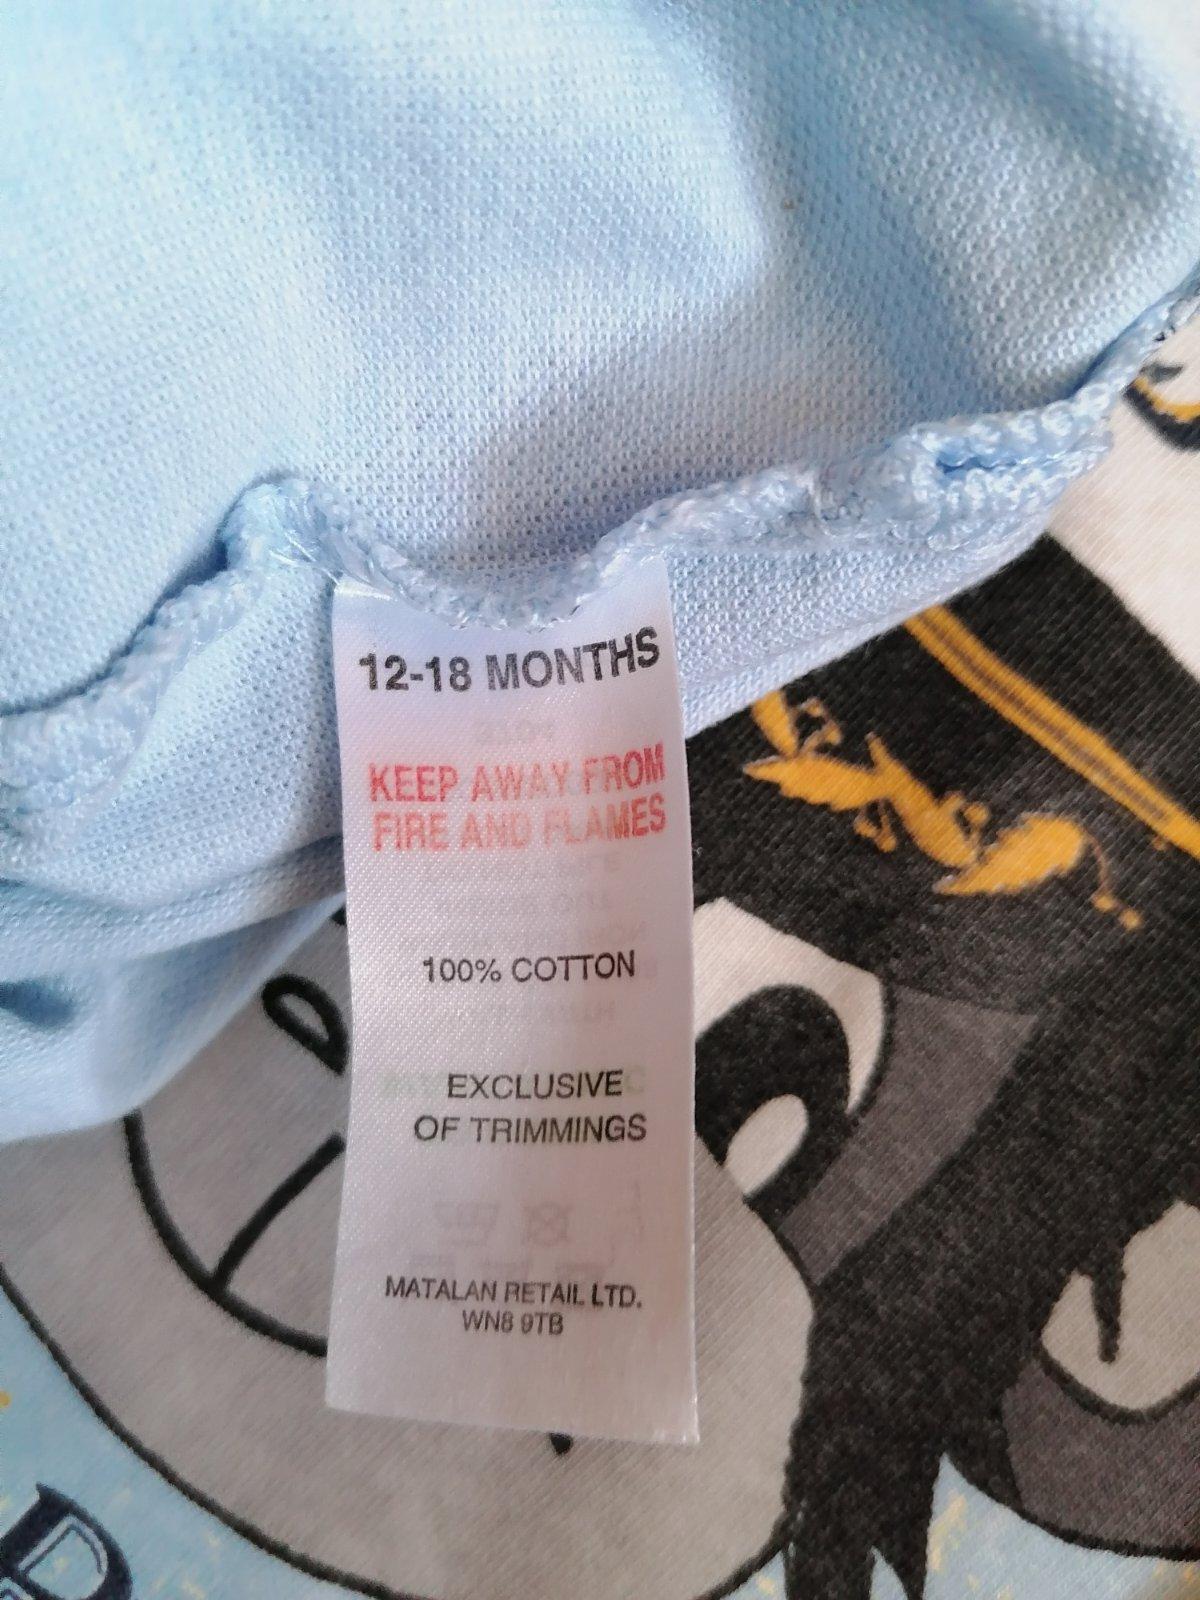 12-18 MONTHS
KEEP AWAY FROM
FIRE AND FLAMES
100% COTTON
EXCLUSIVE
OF TRIMMINGS
MATALAN RETAIL LTD.
WN8 9TB